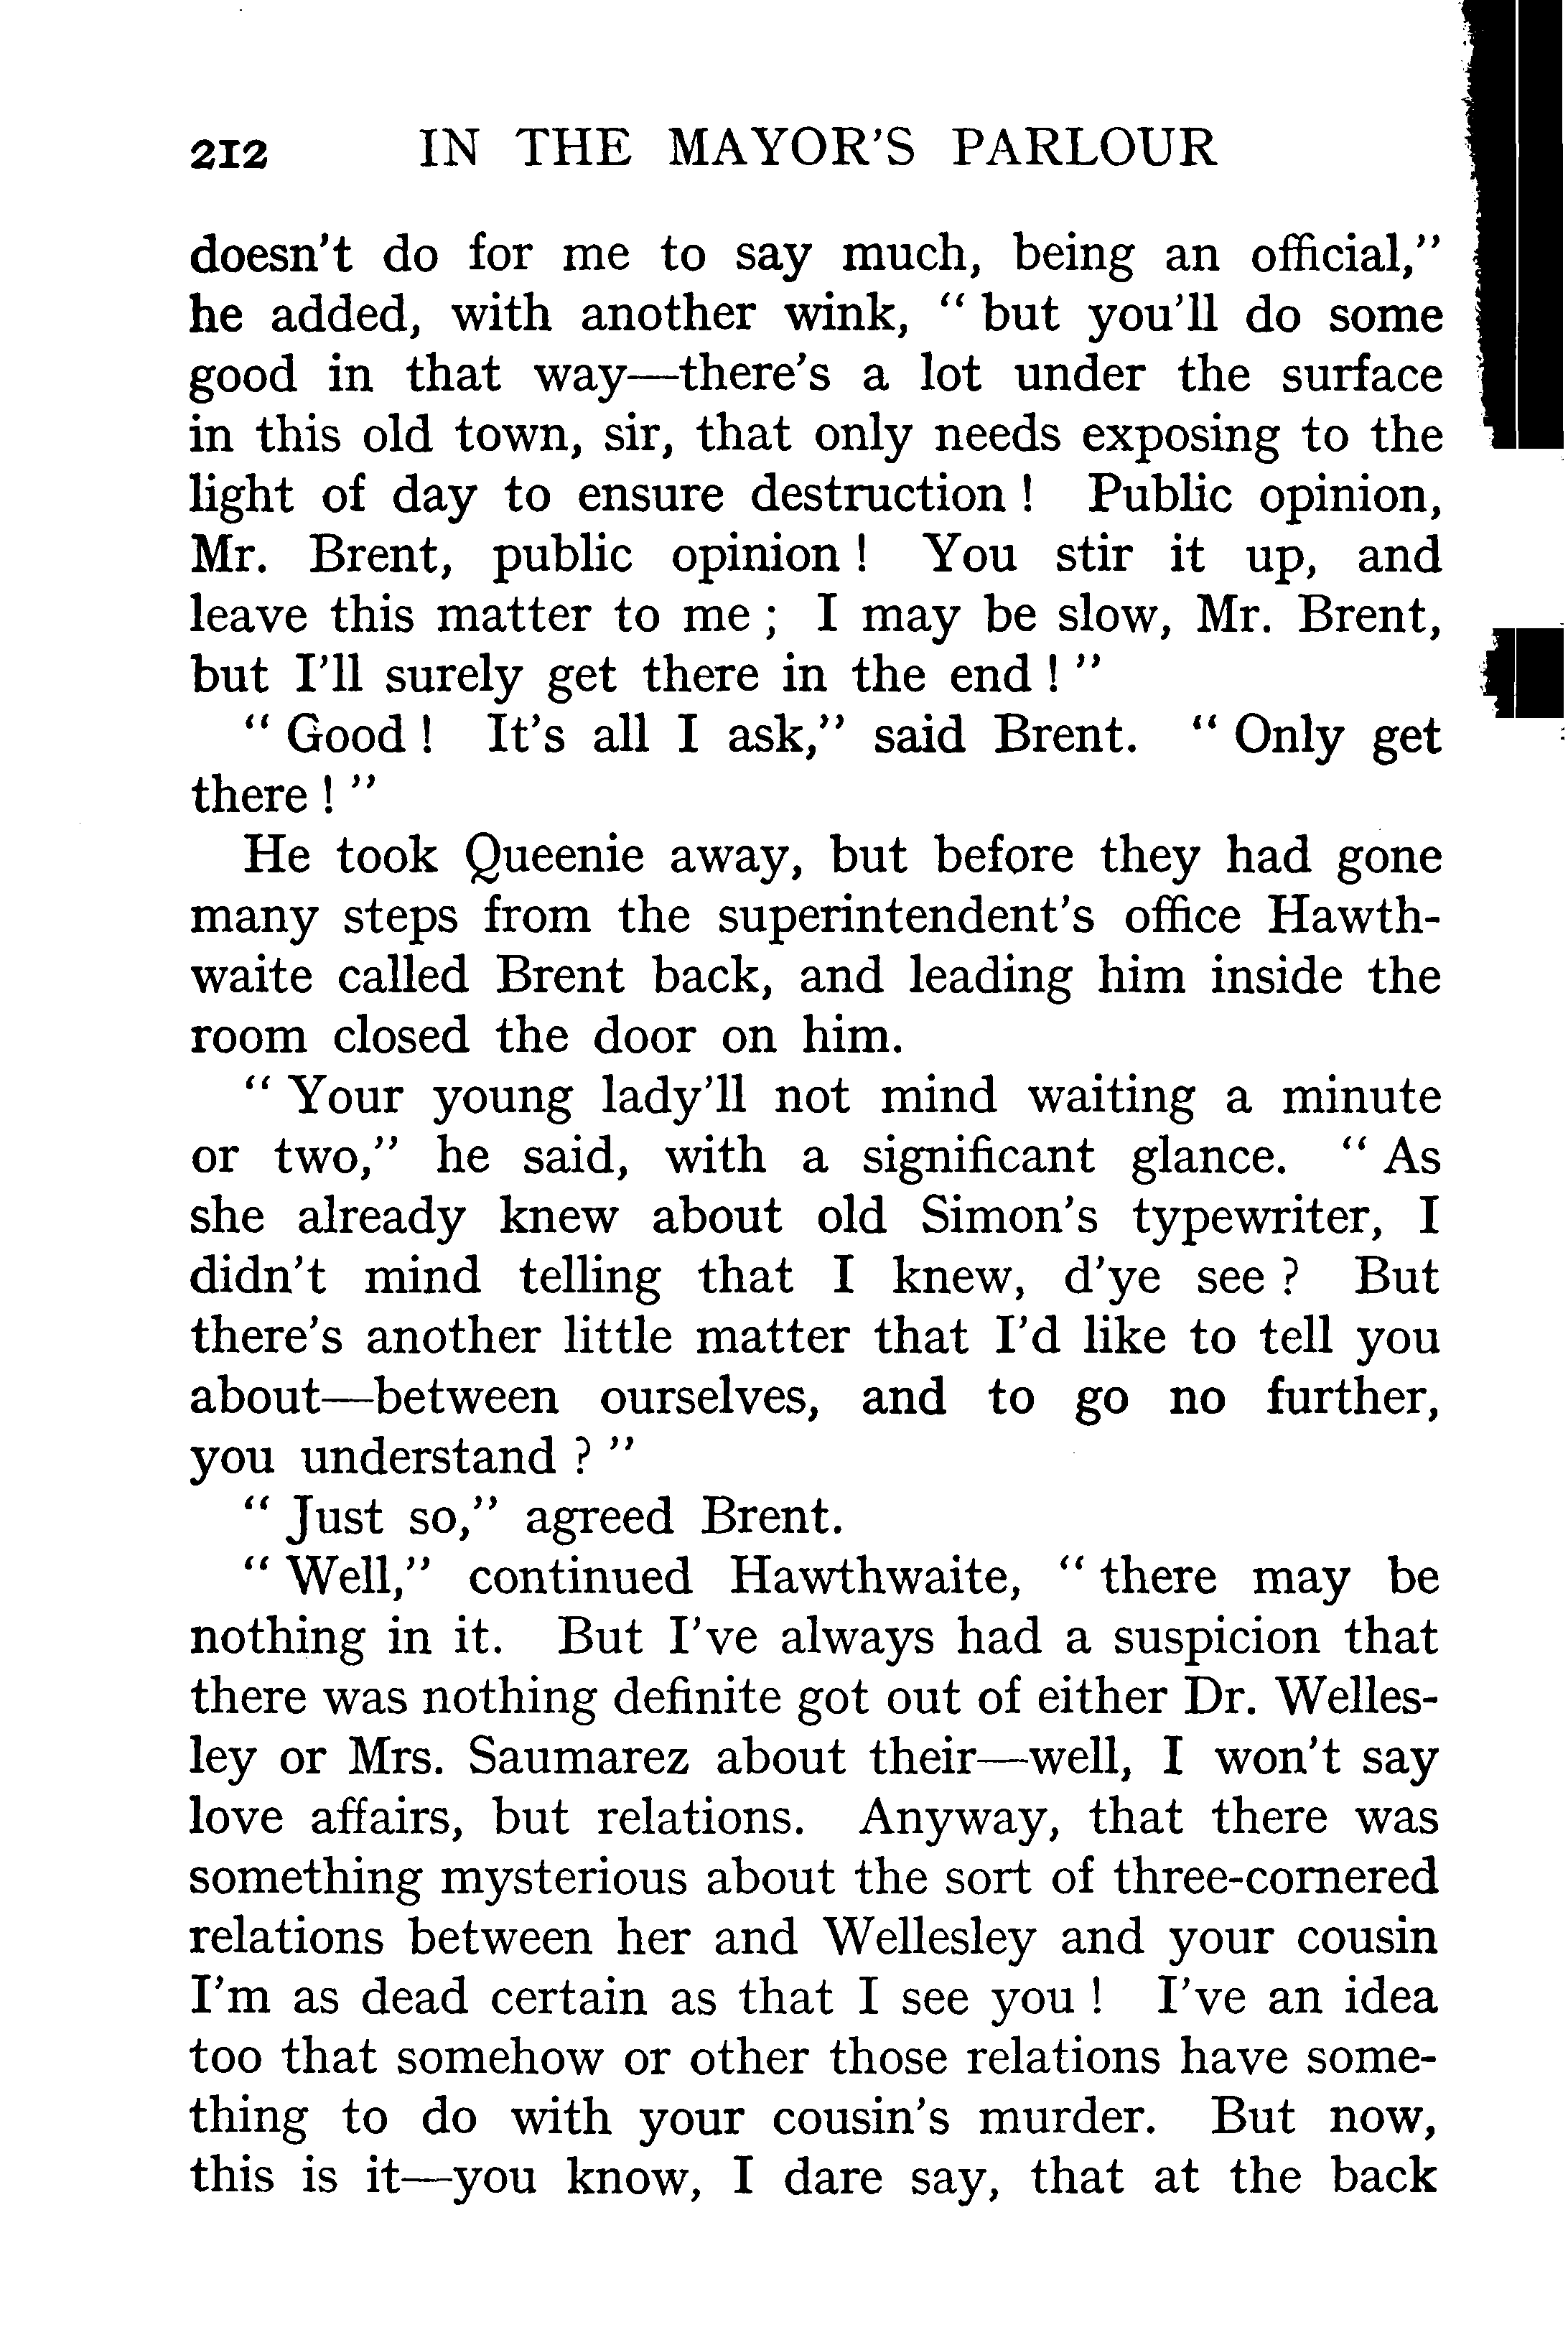 212 IN THE MAYOR'S PARLOUR
doesn't do for me to say much, being an official,"
he added, with another wink, " but you'll do some
good in that way—there's a lot under the surface
in this old town, sir, that only needs exposing to the
light of day to ensure destruction ! Public opinion,
Mr. Brent, public opinion ! You stir it up, and
leave this matter to me ; I may be slow, Mr. Brent,
but I'll surely get there in the end ! "
" Good ! It's all I ask," said Brent. " Only get
there ! "
He took Queenie away, but before they had gone
many steps from the superintendent's office Hawth-
waite called Brent back, and leading him inside the
room closed the door on him.
" Your young lady'll not mind waiting a minute
or two," he said, with a significant glance. " As
she already knew about old Simon's typewriter, I
didn't mind telling that I knew, d'ye see ? But
there's another little matter that I'd like to tell you
about—between ourselves, and to go no further,
you understand ? "
" Just so," agreed Brent.
" Well," continued Hawthwaite, " there may be
nothing in it. But I've always had a suspicion that
there was nothing definite got out of either Dr. Welles-
ley or Mrs. Saumarez about their—well, I won't say
love affairs, but relations. Anyway, that there was
something mysterious about the sort of three-cornered
relations between her and Wellesley and your cousin
I'm as dead certain as that I see you ! I've an idea
too that somehow or other those relations have some-
thing to do with your cousin's murder. But now,
this is it—you know, I dare say, that at the back